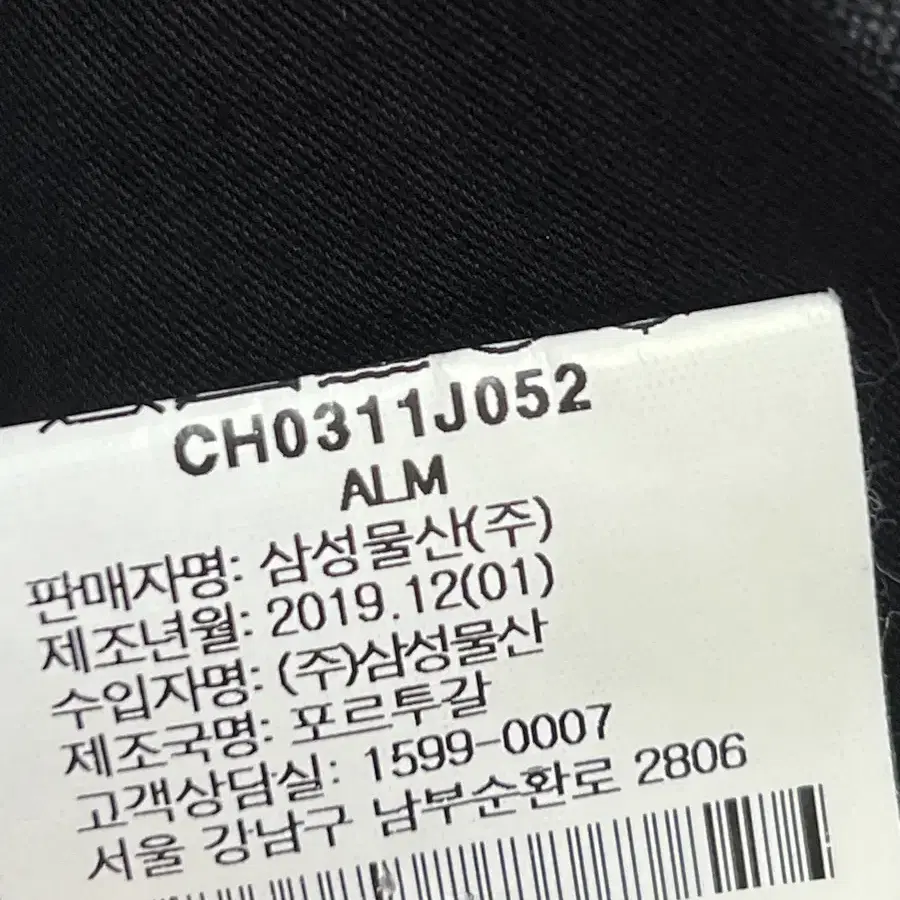 CH0311J052
ALM
판매자명: 삼성물산(주)
제조년월: 2019.12(01)
수입자명: (주)삼성물산
제조국명: 포르투갈
고객상담실: 1599-0007
서울 강남구 남부순환로 2806